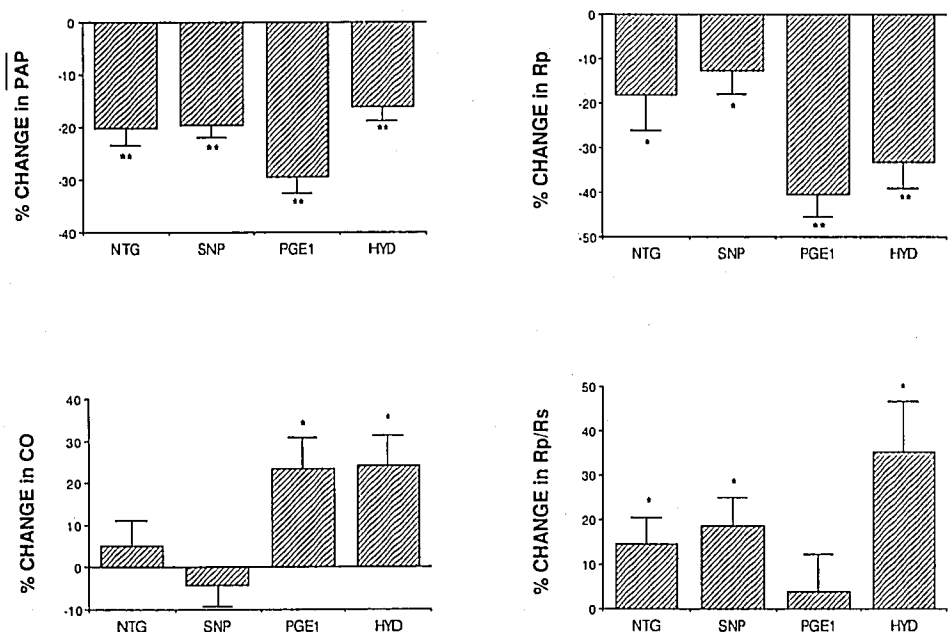 % CHANGE in PAP
0
-10
-20
-30
-40
** ** ** **
NTG SNP PGE1 HYD
% CHANGE in Rp
0
-10
-20
-30
-40
-50
* * ** **
NTG SNP PGE1 HYD
% CHANGE in CO
40
30
20
10
0
-10
* *
NTG SNP PGE1 HYD
% CHANGE in Rp/Rs
50
40
30
20
10
0
* * *
NTG SNP PGE1 HYD